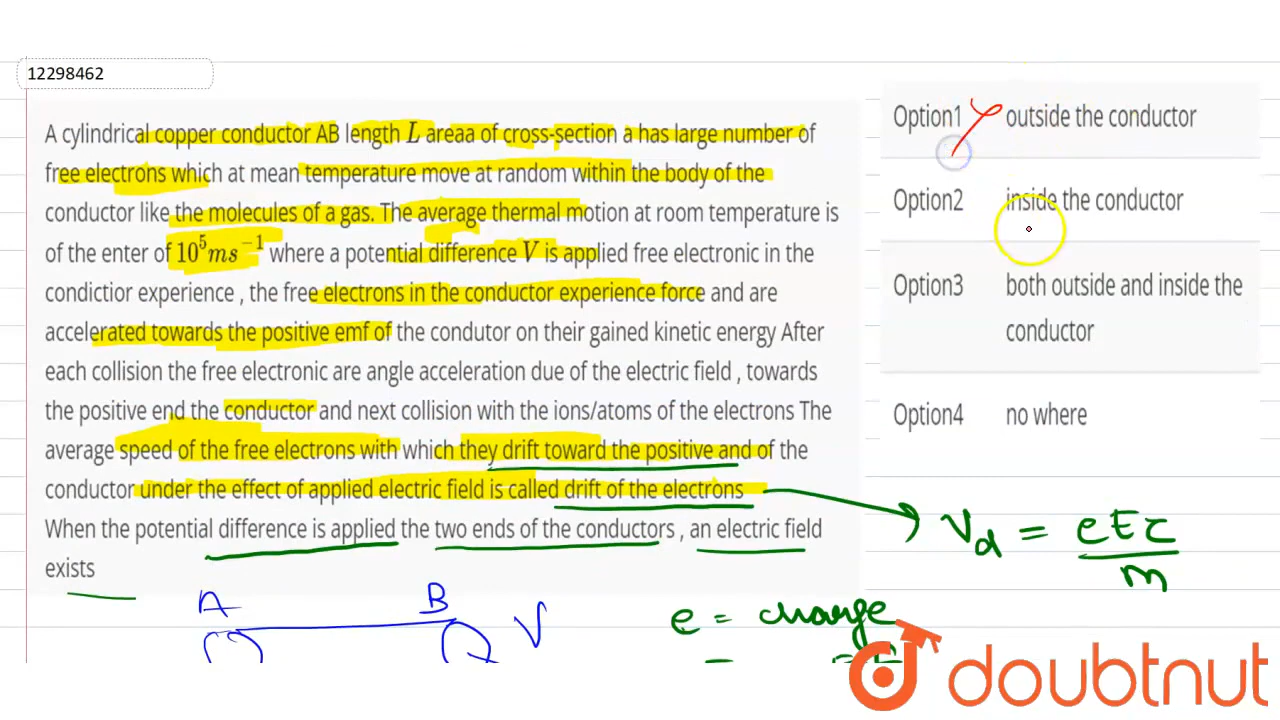 12298462
A cylindrical copper conductor AB length L areaa of cross-section a has large number of
free electrons which at mean temperature move at random within the body of the
conductor like the molecules of a gas. The average thermal motion at room temperature is
of the enter of 10^5 ms^-1 where a potential difference V is applied free electronic in the
condictior experience , the free electrons in the conductor experience force and are
accelerated towards the positive emf of the condutor on their gained kinetic energy After
each collision the free electronic are angle acceleration due of the electric field , towards
the positive end the conductor and next collision with the ions/atoms of the electrons The
average speed of the free electrons with which they drift toward the positive and of the
conductor under the effect of applied electric field is called drift of the electrons
When the potential difference is applied the two ends of the conductors , an electric field
exists
Option1 outside the conductor
Option2 inside the conductor
Option3 both outside and inside the
conductor
Option4 no where
Vd = eEτ
m
A B V
e = charge
doubtnut